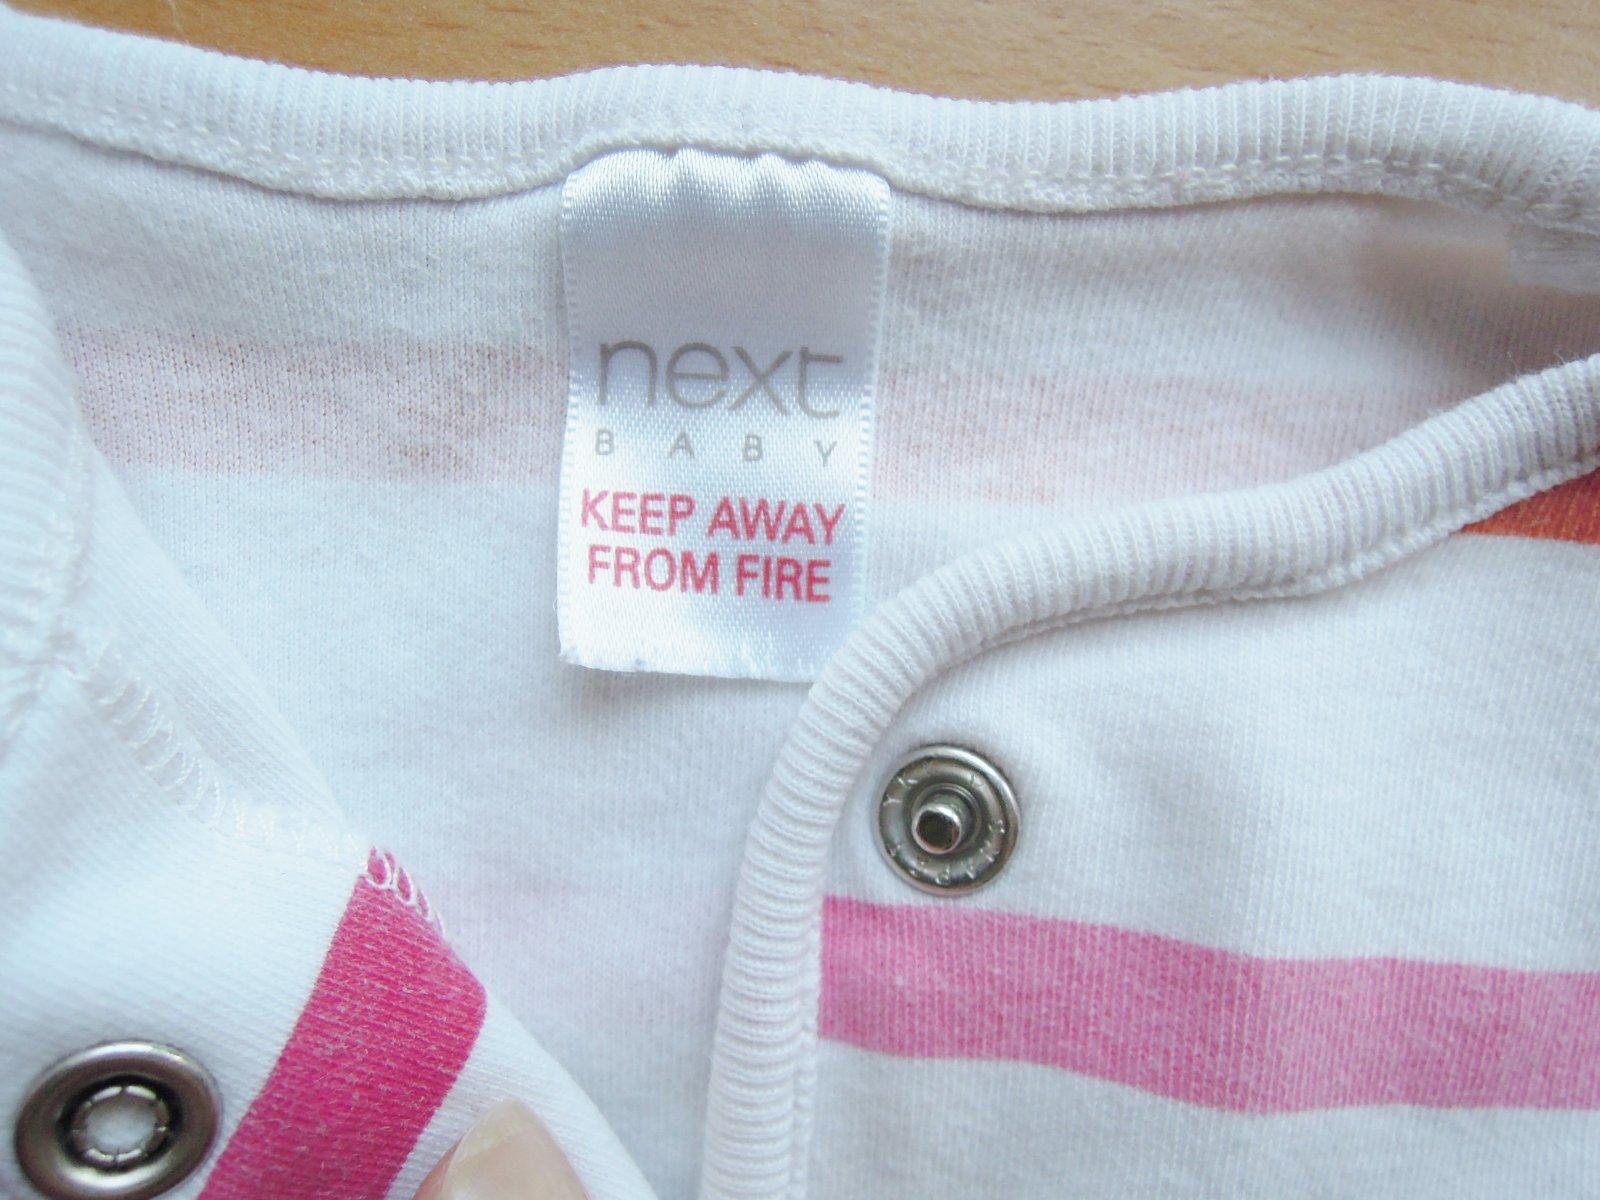 next
BABY
KEEP AWAY
FROM FIRE